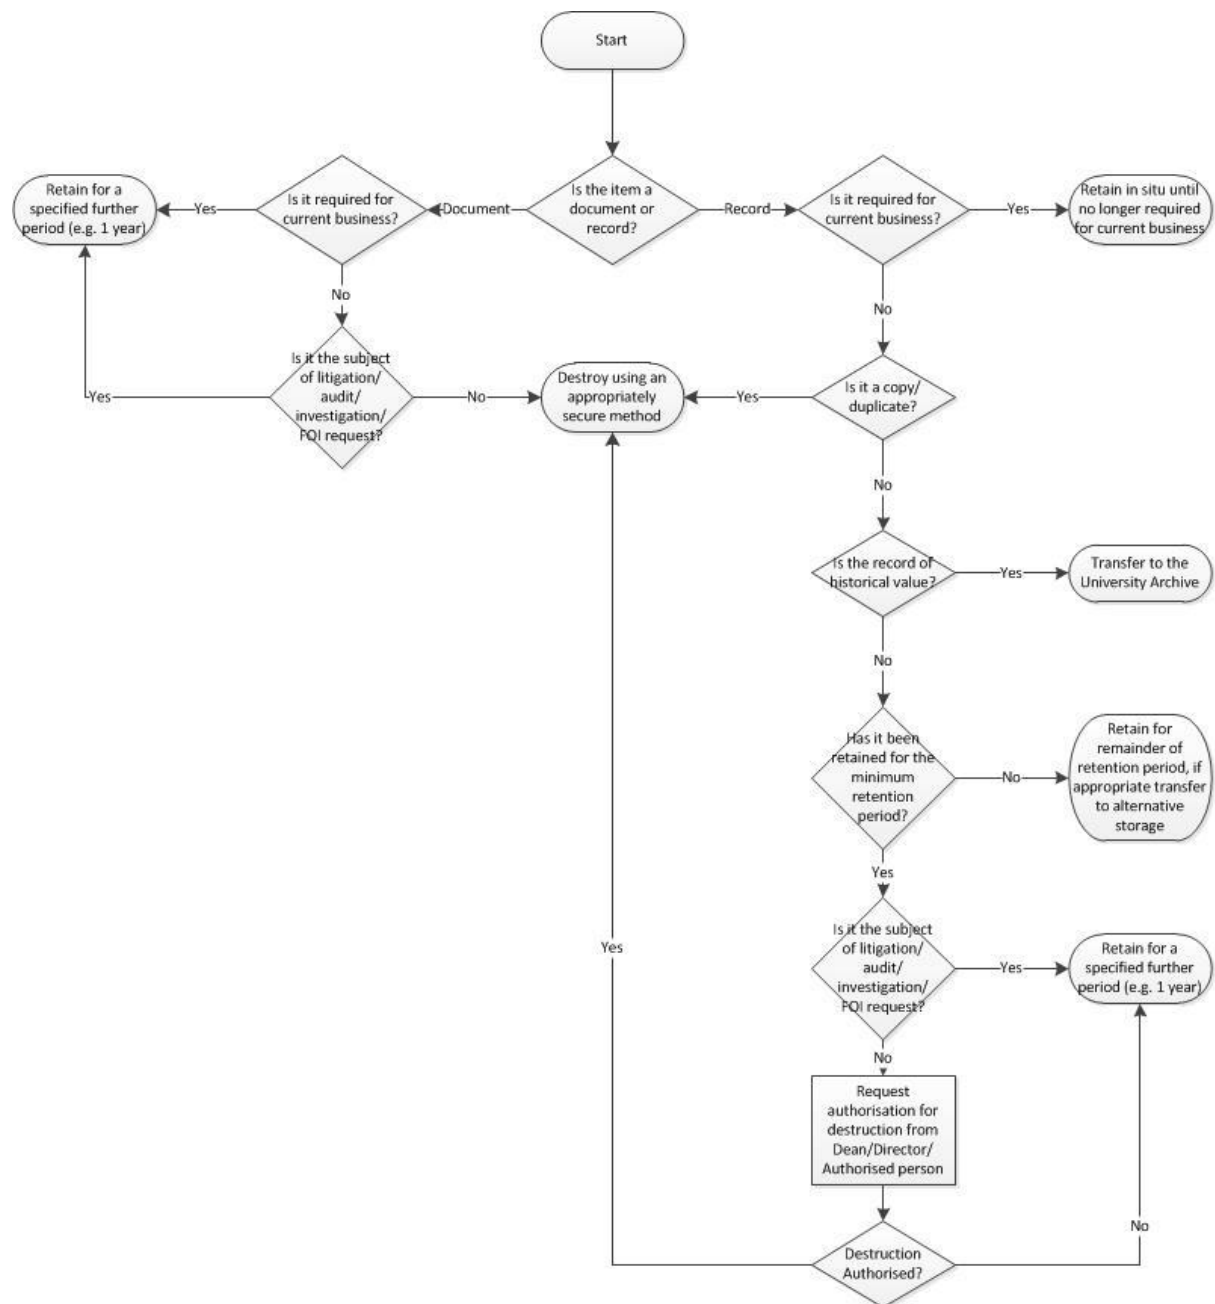 Start
Is the item a
document or
record?
Document
Record
Is it required for
current business?
Yes
Retain for a
specified further
period (e.g. 1 year)
No
Is it the subject
of litigation/
audit/
investigation/
FOI request?
Yes
No
Destroy using an
appropriately
secure method
Is it required for
current business?
Yes
Retain in situ until
no longer required
for current business
No
Is it a copy/
duplicate?
Yes
No
Is the record of
historical value?
Yes
Transfer to the
University Archive
No
Has it been
retained for the
minimum
retention
period?
No
Retain for
remainder of
retention period, if
appropriate transfer
to alternative
storage
Yes
Is it the subject
of litigation/
audit/
investigation/
FOI request?
Yes
Retain for a
specified further
period (e.g. 1 year)
No
Request
authorisation for
destruction from
Dean/Director/
Authorised person
Destruction
Authorised?
Yes
No